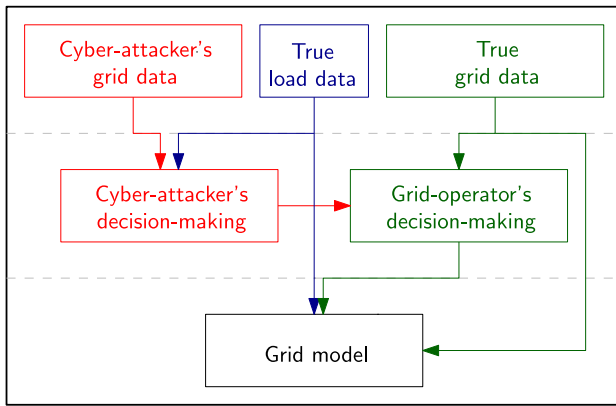 Cyber-attacker's
grid data
True
load data
True
grid data
Cyber-attacker's
decision-making
Grid-operator's
decision-making
Grid model